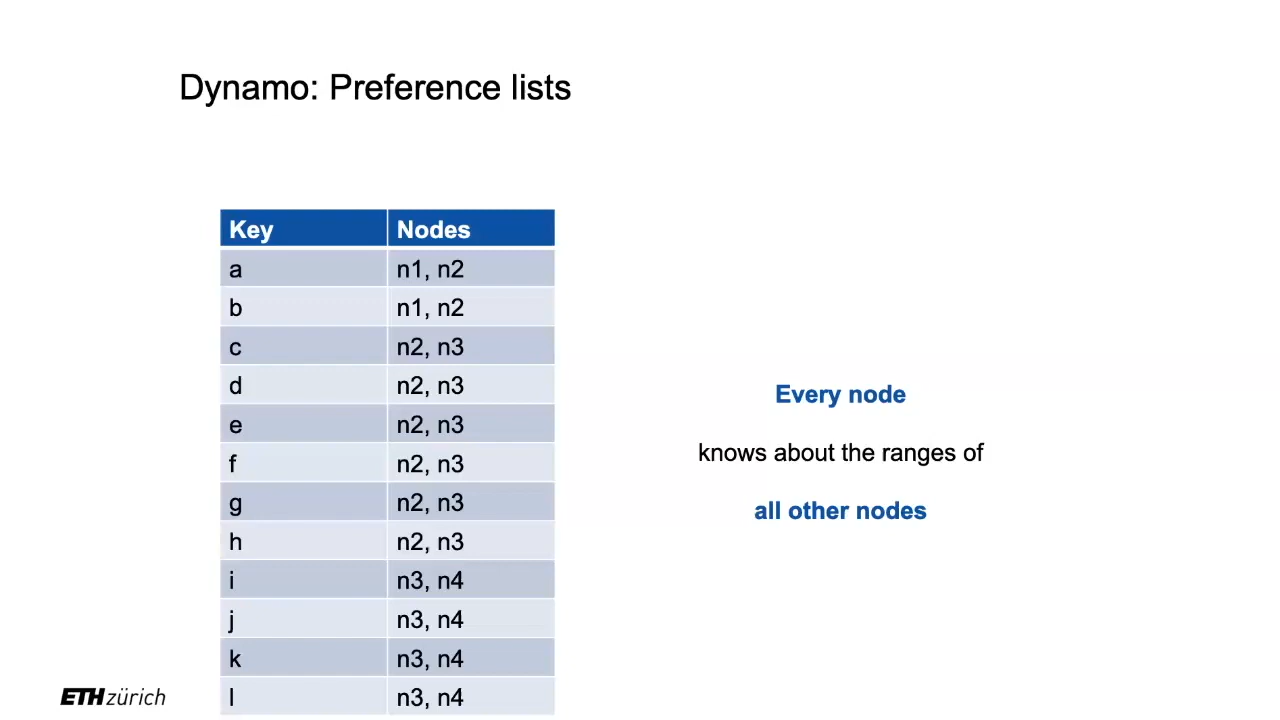 Dynamo: Preference lists
Key Nodes
a n1, n2
b n1, n2
c n2, n3
d n2, n3
e n2, n3
f n2, n3
g n2, n3
h n2, n3
i n3, n4
j n3, n4
k n3, n4
l n3, n4
Every node
knows about the ranges of
all other nodes
ETH zürich